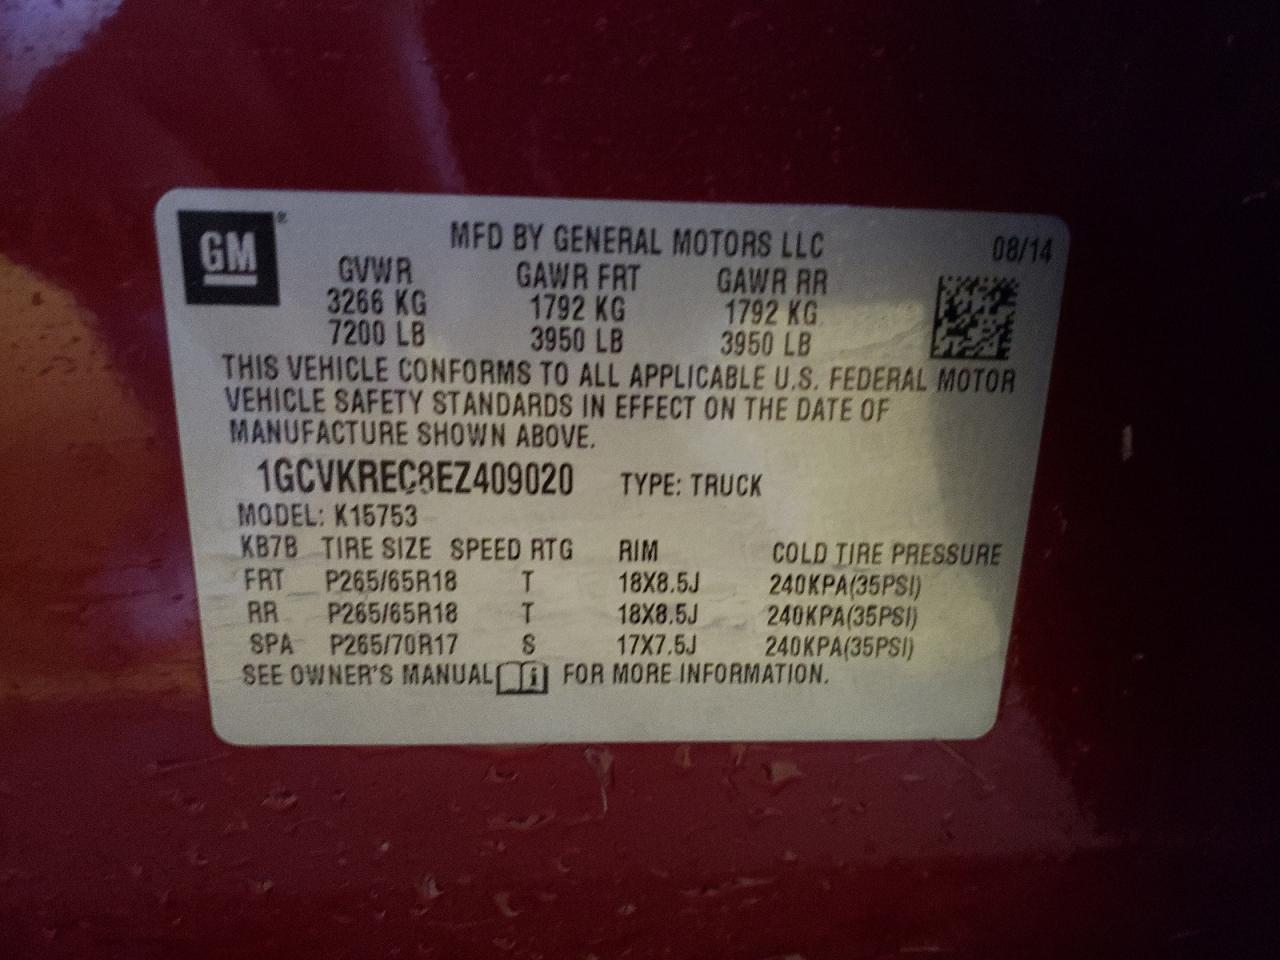 GM®
MFD BY GENERAL MOTORS LLC 08/14
GVWR GAWR FRT GAWR RR
3266 KG 1792 KG 1792 KG
7200 LB 3950 LB 3950 LB
THIS VEHICLE CONFORMS TO ALL APPLICABLE U.S. FEDERAL MOTOR
VEHICLE SAFETY STANDARDS IN EFFECT ON THE DATE OF
MANUFACTURE SHOWN ABOVE.
1GCVKREC8EZ409020 TYPE: TRUCK
MODEL: K15753
KB7B TIRE SIZE SPEED RTG RIM COLD TIRE PRESSURE
FRT P265/65R18 T 18X8.5J 240KPA(35PSI)
RR P265/65R18 T 18X8.5J 240KPA(35PSI)
SPA P265/70R17 S 17X7.5J 240KPA(35PSI)
SEE OWNER'S MANUAL FOR MORE INFORMATION.